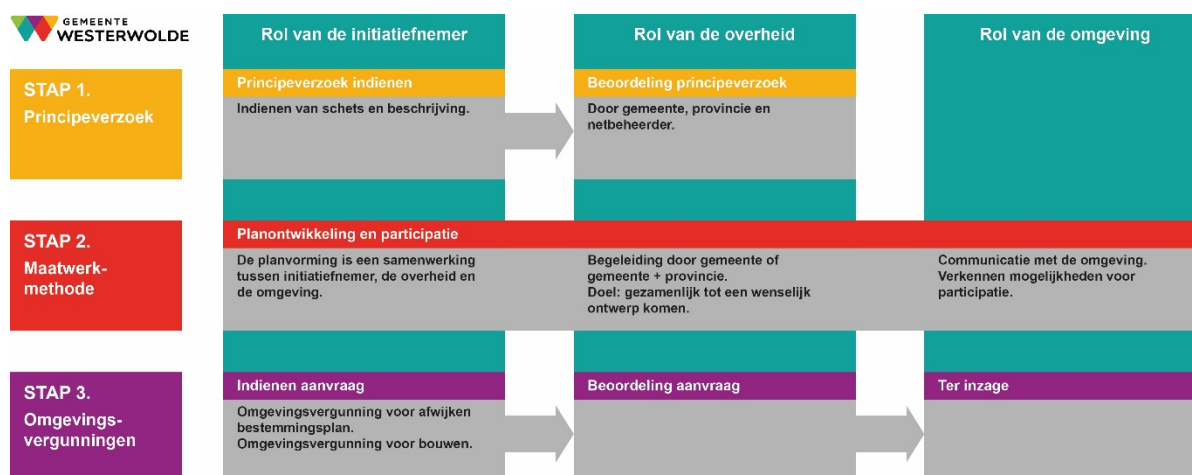 GEMEENTE
WESTERWOLDE
Rol van de initiatiefnemer
Rol van de overheid
Rol van de omgeving
STAP 1.
Principeverzoek
Principeverzoek indienen
Indienen van schets en beschrijving.
Beoordeling principeverzoek
Door gemeente, provincie en
netbeheerder.
STAP 2.
Maatwerk-
methode
Planontwikkeling en participatie
De planvorming is een samenwerking
tussen initiatiefnemer, de overheid en
de omgeving.
Begeleiding door gemeente of
gemeente + provincie.
Doel: gezamenlijk tot een wenselijk
ontwerp komen.
Communicatie met de omgeving.
Verkennen mogelijkheden voor
participatie.
STAP 3.
Omgevings-
vergunningen
Indienen aanvraag
Omgevingsvergunning voor afwijken
bestemmingsplan.
Omgevingsvergunning voor bouwen.
Beoordeling aanvraag
Ter inzage